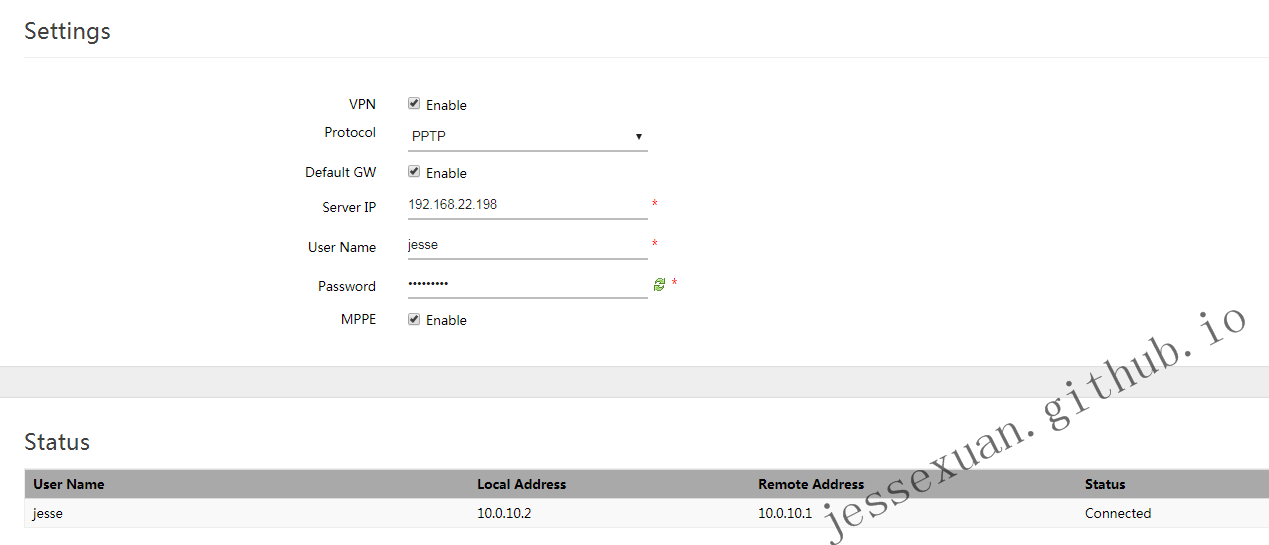 Settings
VPN Enable
Protocol PPTP
Default GW Enable
Server IP 192.168.22.198 *
User Name jesse *
Password ••••••••• *
MPPE Enable
Status
User Name Local Address Remote Address Status
jesse 10.0.10.2 10.0.10.1 Connected
jessexuan.github.io